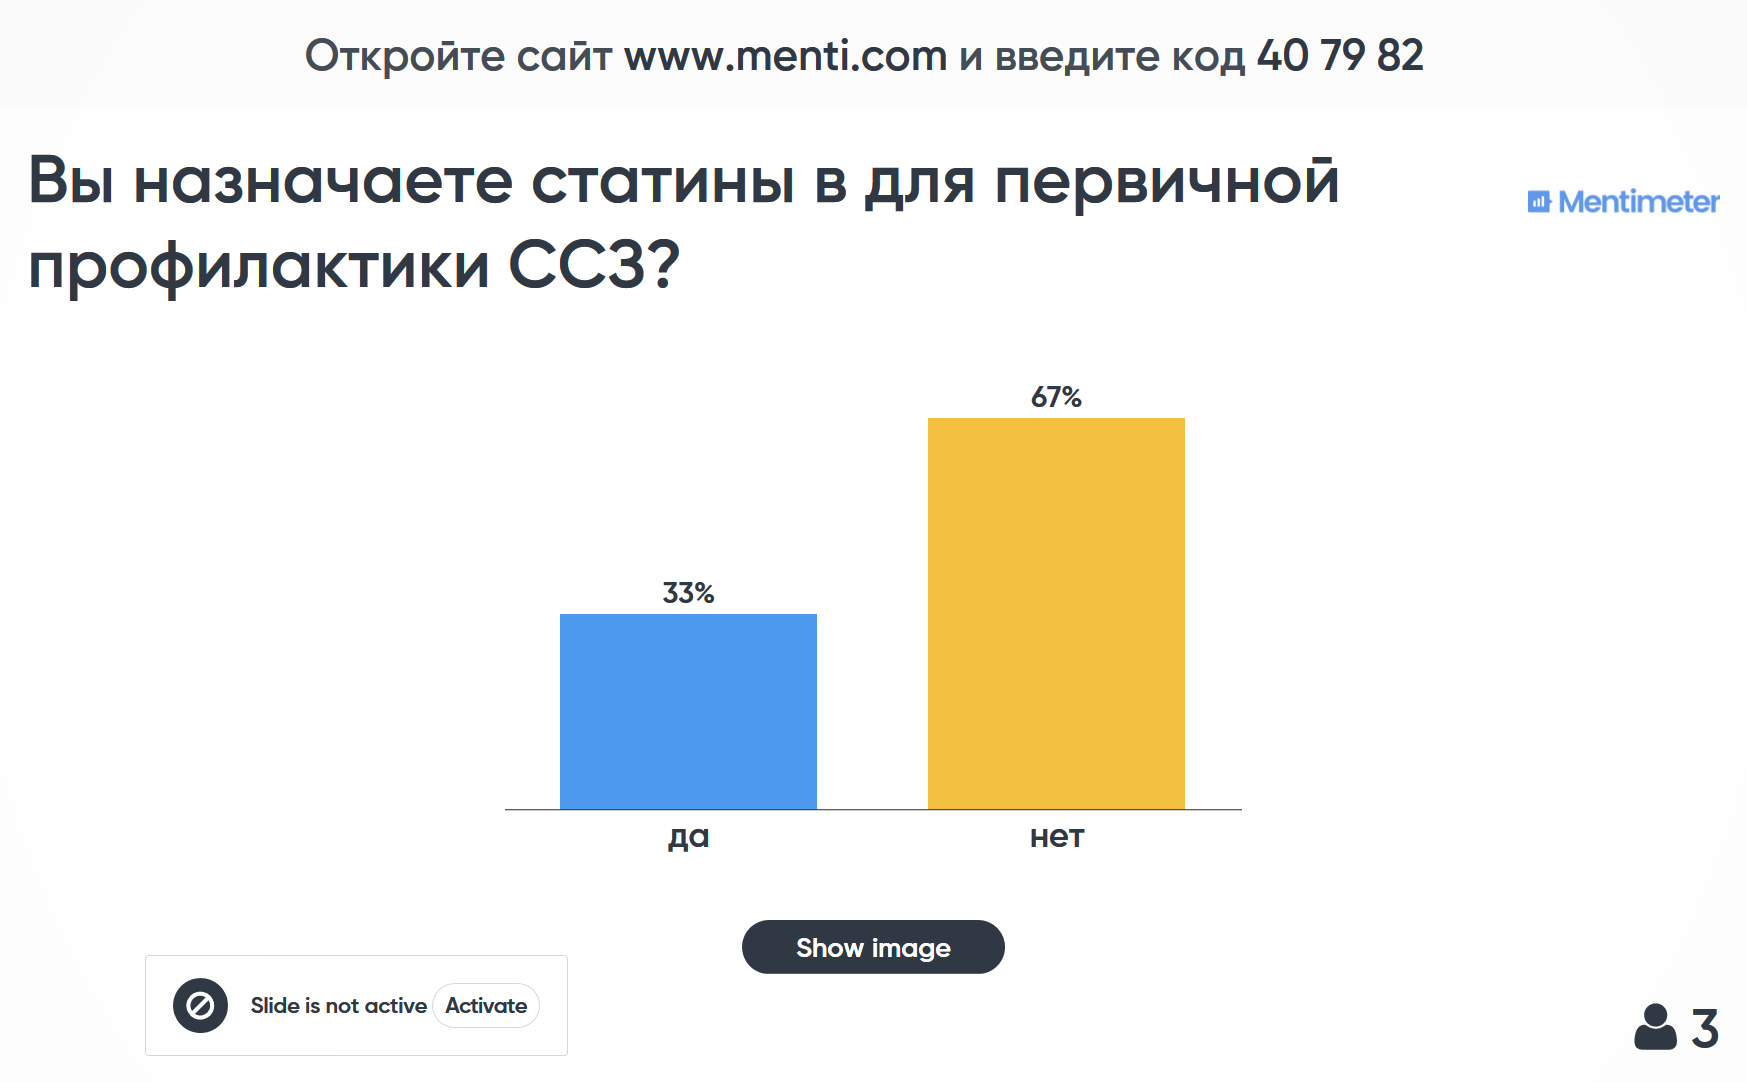 Откройте сайт www.menti.com и введите код 40 79 82
Вы назначаете статины в для первичной
профилактики ССЗ?
Mentimeter
67%
33%
да
нет
Show image
Slide is not active Activate
3